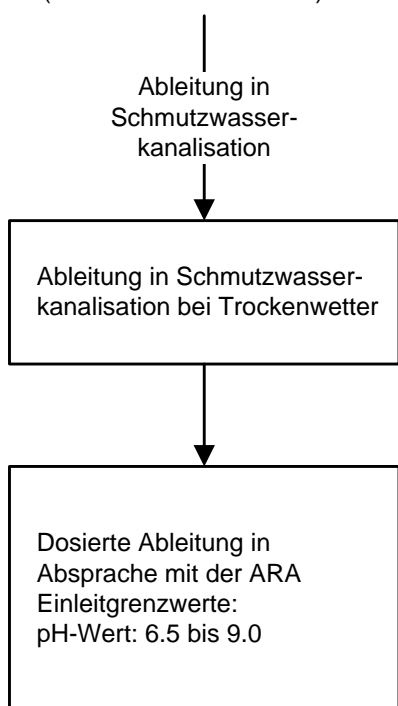 Ableitung in
Schmutzwasser-
kanalisation
Ableitung in Schmutzwasser-
kanalisation bei Trockenwetter
Dosierte Ableitung in
Absprache mit der ARA
Einleitgrenzwerte:
pH-Wert: 6.5 bis 9.0